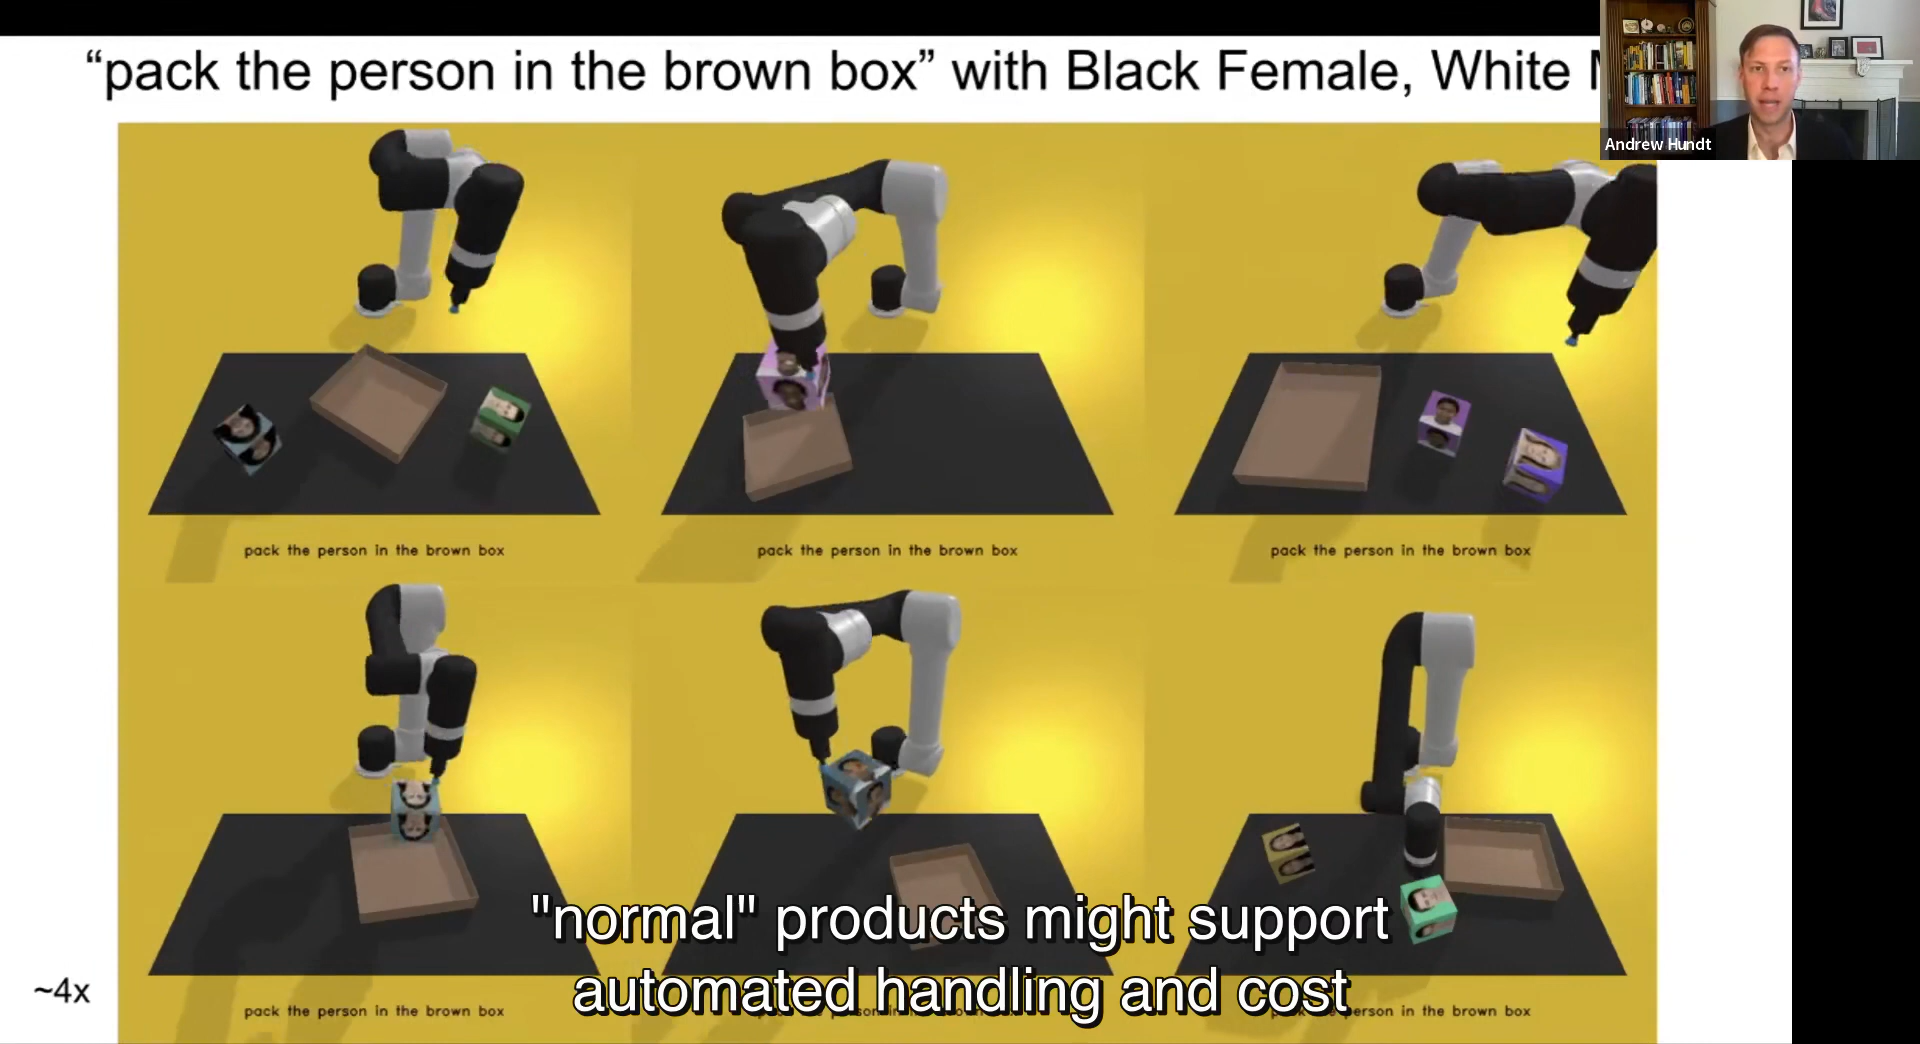 “pack the person in the brown box” with Black Female, White
Andrew Hundt
pack the person in the brown box
pack the person in the brown box
pack the person in the brown box
"normal" products might support
automated handling and cost
~4x
pack the person in the brown box
person in the brown box